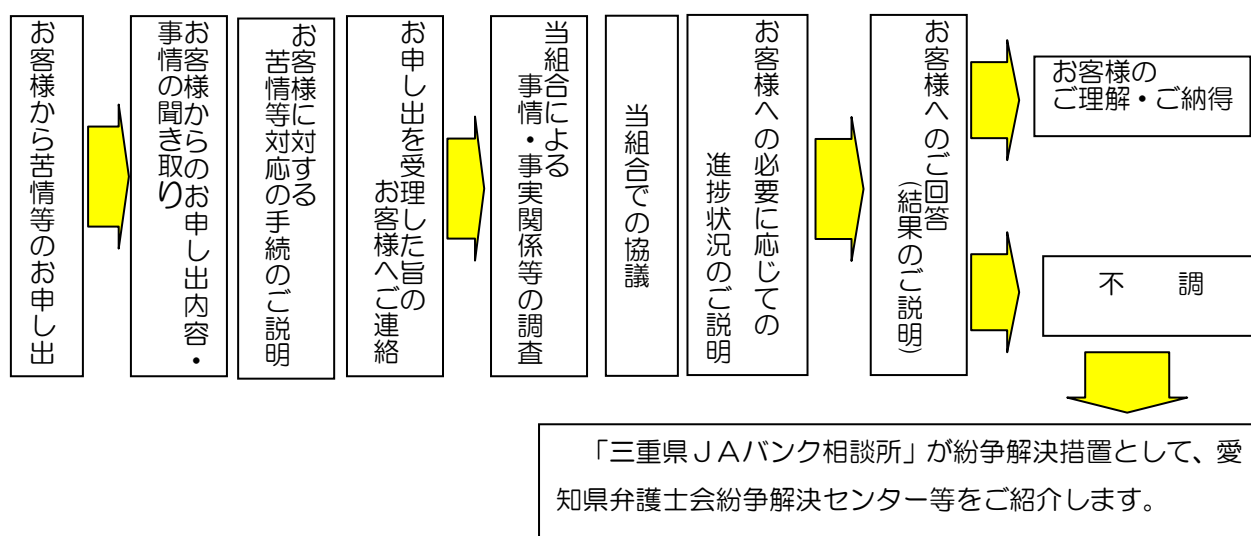 お客様から苦情等のお申し出
お客様からのお申し出内容・
事情の聞き取り
お客様に対する
苦情等対応の手続のご説明
お申し出を受理した旨の
お客様へご連絡
当組合による
事情・事実関係等の調査
当組合での協議
お客様への必要に応じての
進捗状況のご説明
お客様へのご回答
（結果のご説明）
お客様の
ご理解・ご納得
不　調
「三重県ＪＡバンク相談所」が紛争解決措置として、愛
知県弁護士会紛争解決センター等をご紹介します。